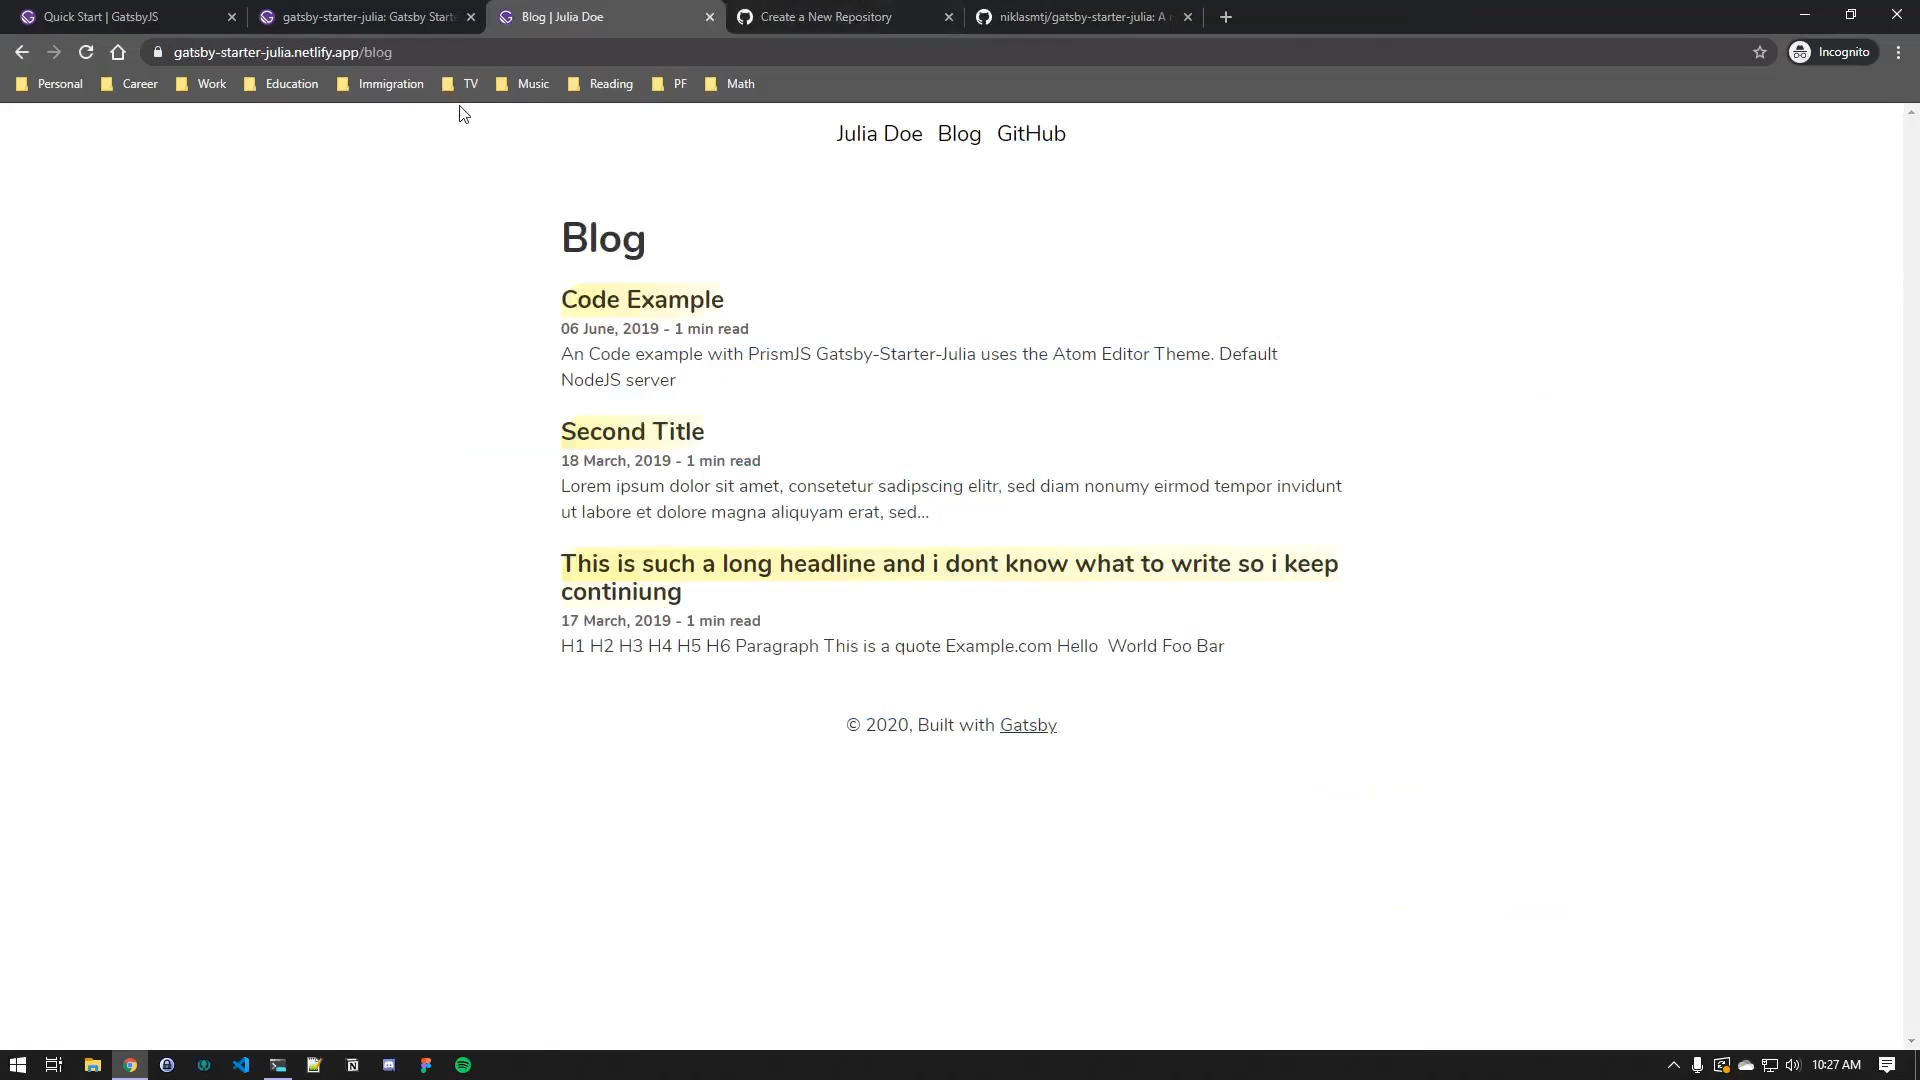 Quick Start | GatsbyJS
gatsby-starter-julia: Gatsby Start
Blog | Julia Doe
Create a New Repository
niklasmtj/gatsby-starter-julia: A
gatsby-starter-julia.netlify.app/blog
Incognito
Personal
Career
Work
Education
Immigration
TV
Music
Reading
PF
Math
Julia Doe Blog GitHub
Blog
Code Example
06 June, 2019 - 1 min read
An Code example with PrismJS Gatsby-Starter-Julia uses the Atom Editor Theme. Default
NodeJS server
Second Title
18 March, 2019 - 1 min read
Lorem ipsum dolor sit amet, consetetur sadipscing elitr, sed diam nonumy eirmod tempor invidunt
ut labore et dolore magna aliquyam erat, sed...
This is such a long headline and i dont know what to write so i keep
continiung
17 March, 2019 - 1 min read
H1 H2 H3 H4 H5 H6 Paragraph This is a quote Example.com Hello  World Foo Bar
© 2020, Built with Gatsby
10:27 AM